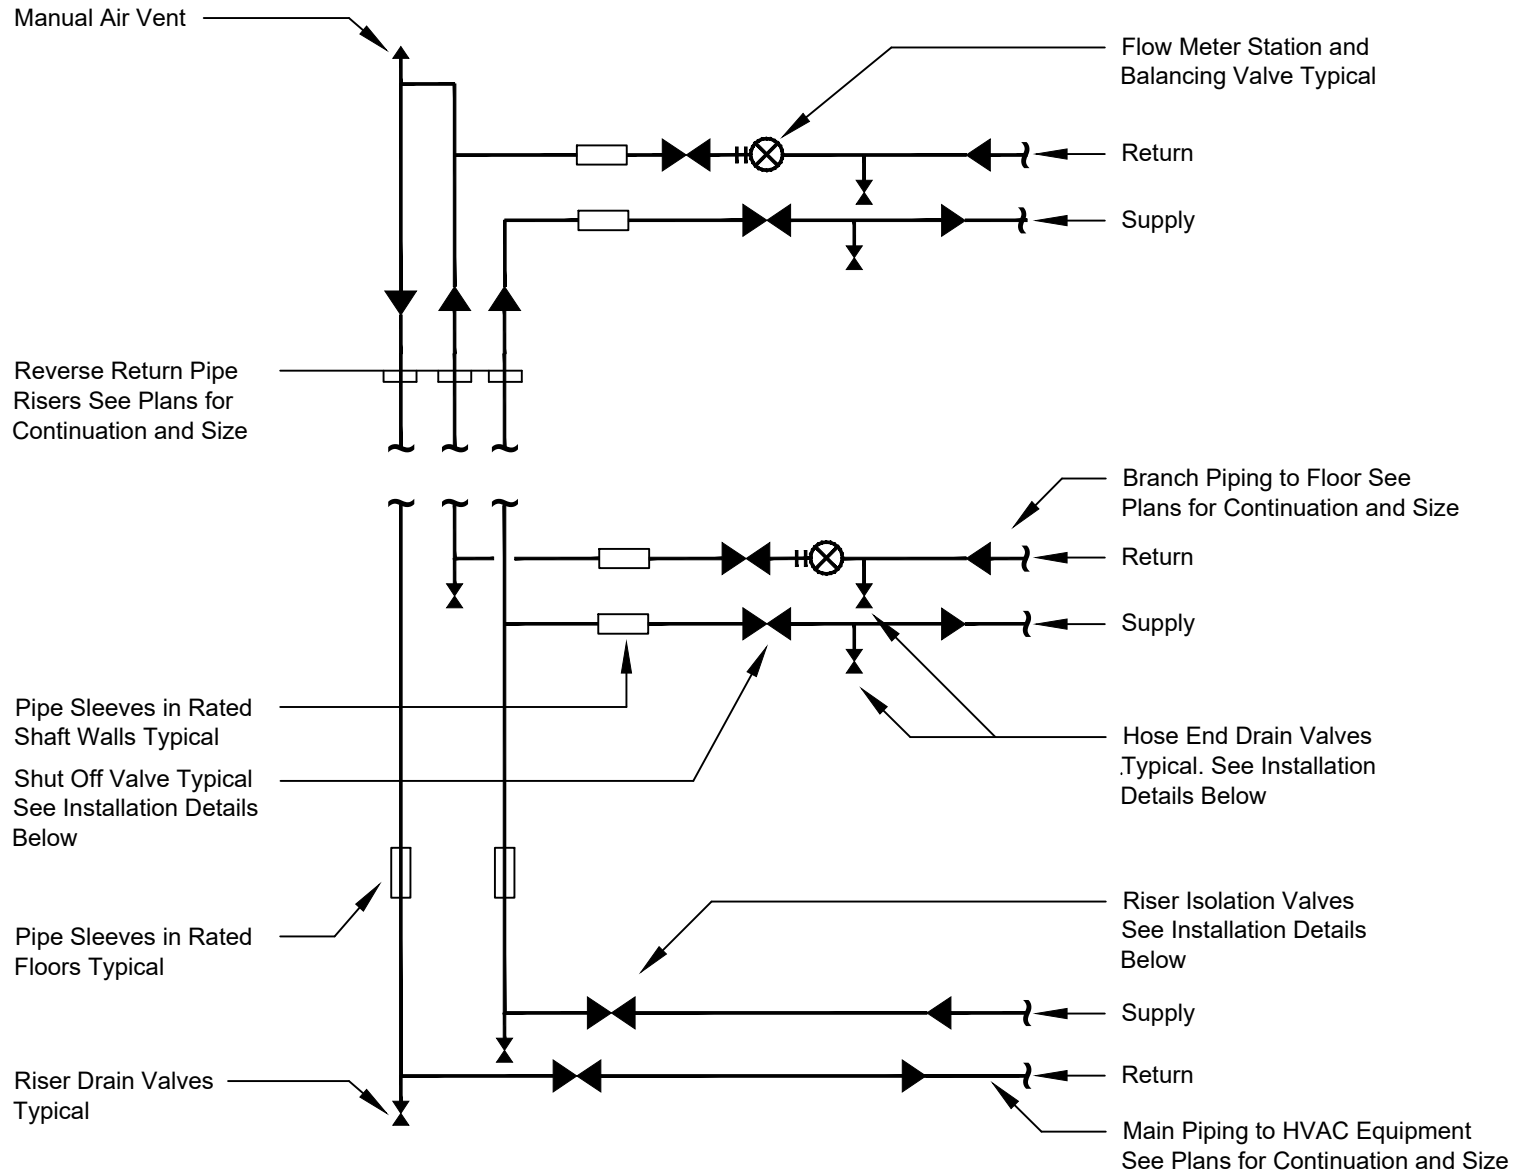 Manual Air Vent
Flow Meter Station and
Balancing Valve Typical
Return
Supply
Reverse Return Pipe
Risers See Plans for
Continuation and Size
Branch Piping to Floor See
Plans for Continuation and Size
Return
Supply
Pipe Sleeves in Rated
Shaft Walls Typical
Hose End Drain Valves
.Typical. See Installation
Details Below
Shut Off Valve Typical
See Installation Details
Below
Riser Isolation Valves
See Installation Details
Below
Pipe Sleeves in Rated
Floors Typical
Supply
Return
Riser Drain Valves
Typical
Main Piping to HVAC Equipment
See Plans for Continuation and Size